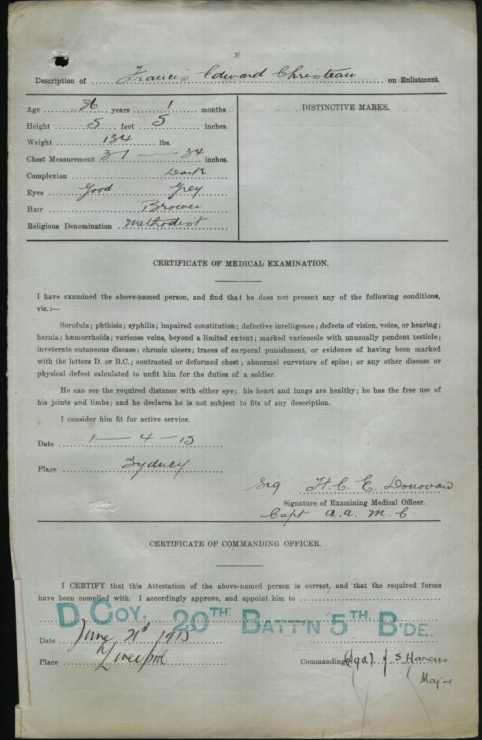 3
Description of Francis Edward on Enlistment.
Age years 1 months.
Height 5 feet 5 inches.
Weight 134 lbs.
Chest Measurement 31 — 34 inches.
Complexion Dark
Eyes Good Grey
Hair Brown
Religious Denomination Methodist
DISTINCTIVE MARKS.
CERTIFICATE OF MEDICAL EXAMINATION.
I have examined the above-named person, and find that he does not present any of the following conditions,
viz.:—
Scrofula; phthisis; syphilis; impaired constitution; defective intelligence; defects of vision, voice, or hearing;
hernia; hæmorrhoids; varicose veins, beyond a limited extent; marked varicocele with unusually pendent testicle;
inveterate cutaneous disease; chronic ulcers; traces of corporal punishment, or evidence of having been marked
with the letters D. or B.C.; contracted or deformed chest; abnormal curvature of spine; or any other disease or
physical defect calculated to unfit him for the duties of a soldier.
He can see the required distance with either eye; his heart and lungs are healthy; he has the free use of
his joints and limbs; and he declares he is not subject to fits of any description.
I consider him fit for active service.
Date 1 — 4 — 15
Place Sydney
Sig H. C. E. Donovan
Signature of Examining Medical Officer.
Capt A. A. M. C.
CERTIFICATE OF COMMANDING OFFICER.
I CERTIFY that this Attestation of the above-named person is correct, and that the required forms
have been complied with. I accordingly approve, and appoint him to
D. COY. 20TH BATT'N 5TH B'DE.
Date June 1915
Place Liverpool
Commanding (Sgd) J S
Major